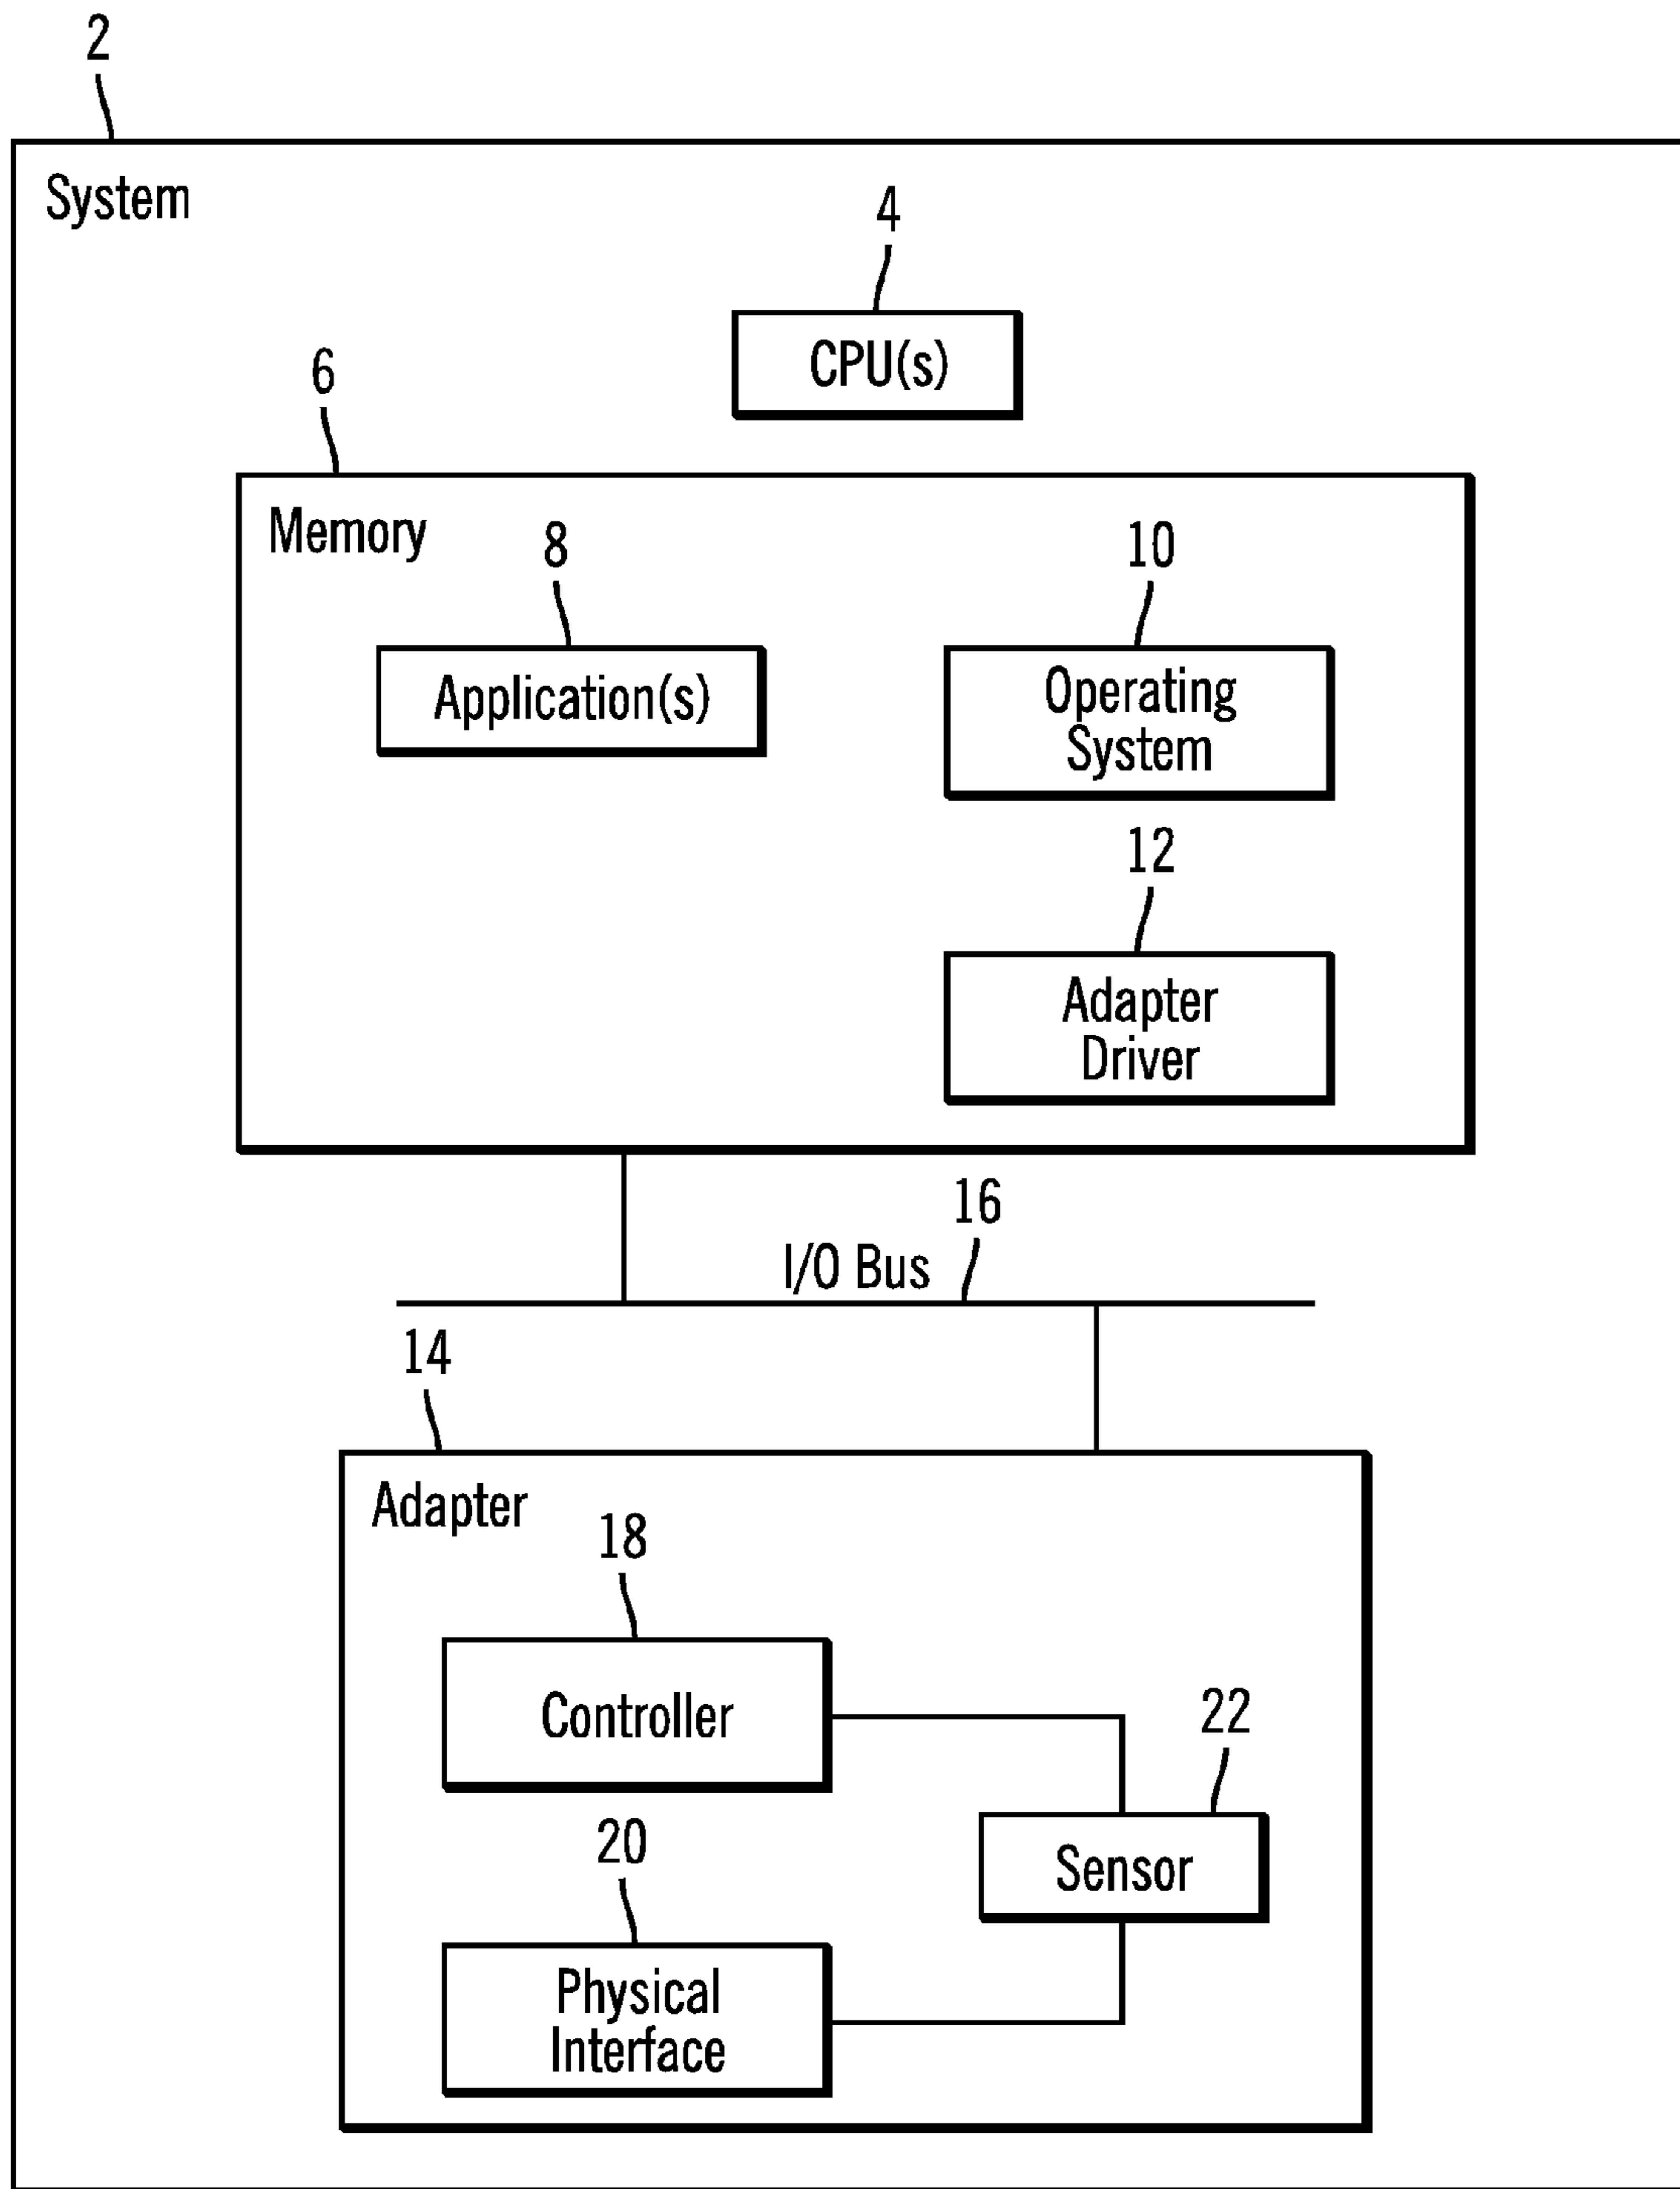 2
System
4
CPU(s)
6
Memory
8
10
Application(s)
Operating
System
12
Adapter
Driver
16
I/O Bus
14
Adapter
18
Controller
22
Sensor
20
Physical
Interface